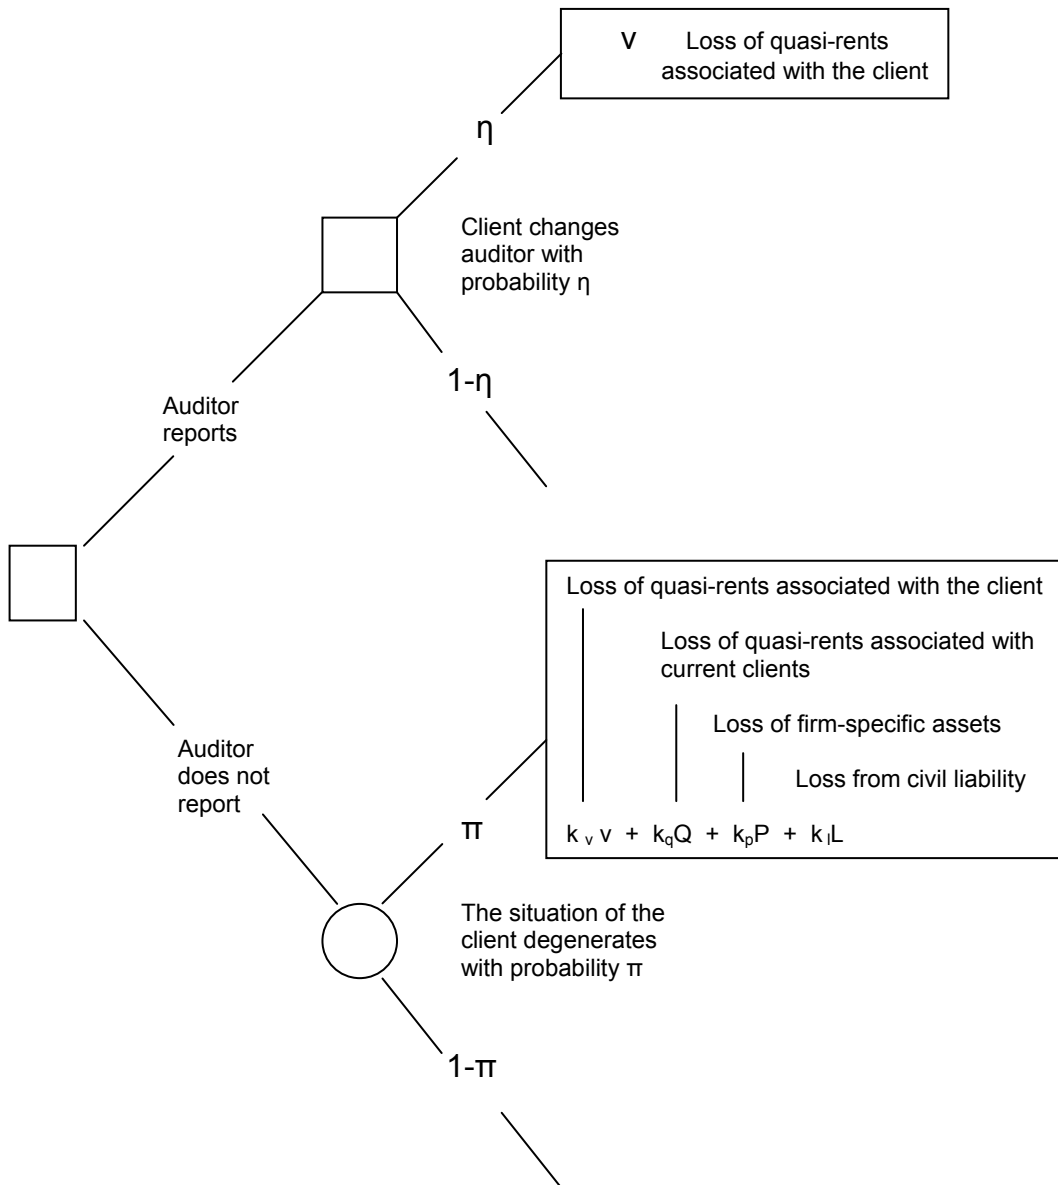 v Loss of quasi-rents
associated with the client
η
Client changes
auditor with
probability η
1-η
Auditor
reports
Loss of quasi-rents associated with the client
Loss of quasi-rents associated with
current clients
Loss of firm-specific assets
Loss from civil liability
k v v + kqQ + kpP + k lL
Auditor
does not
report
π
The situation of the
client degenerates
with probability π
1-π